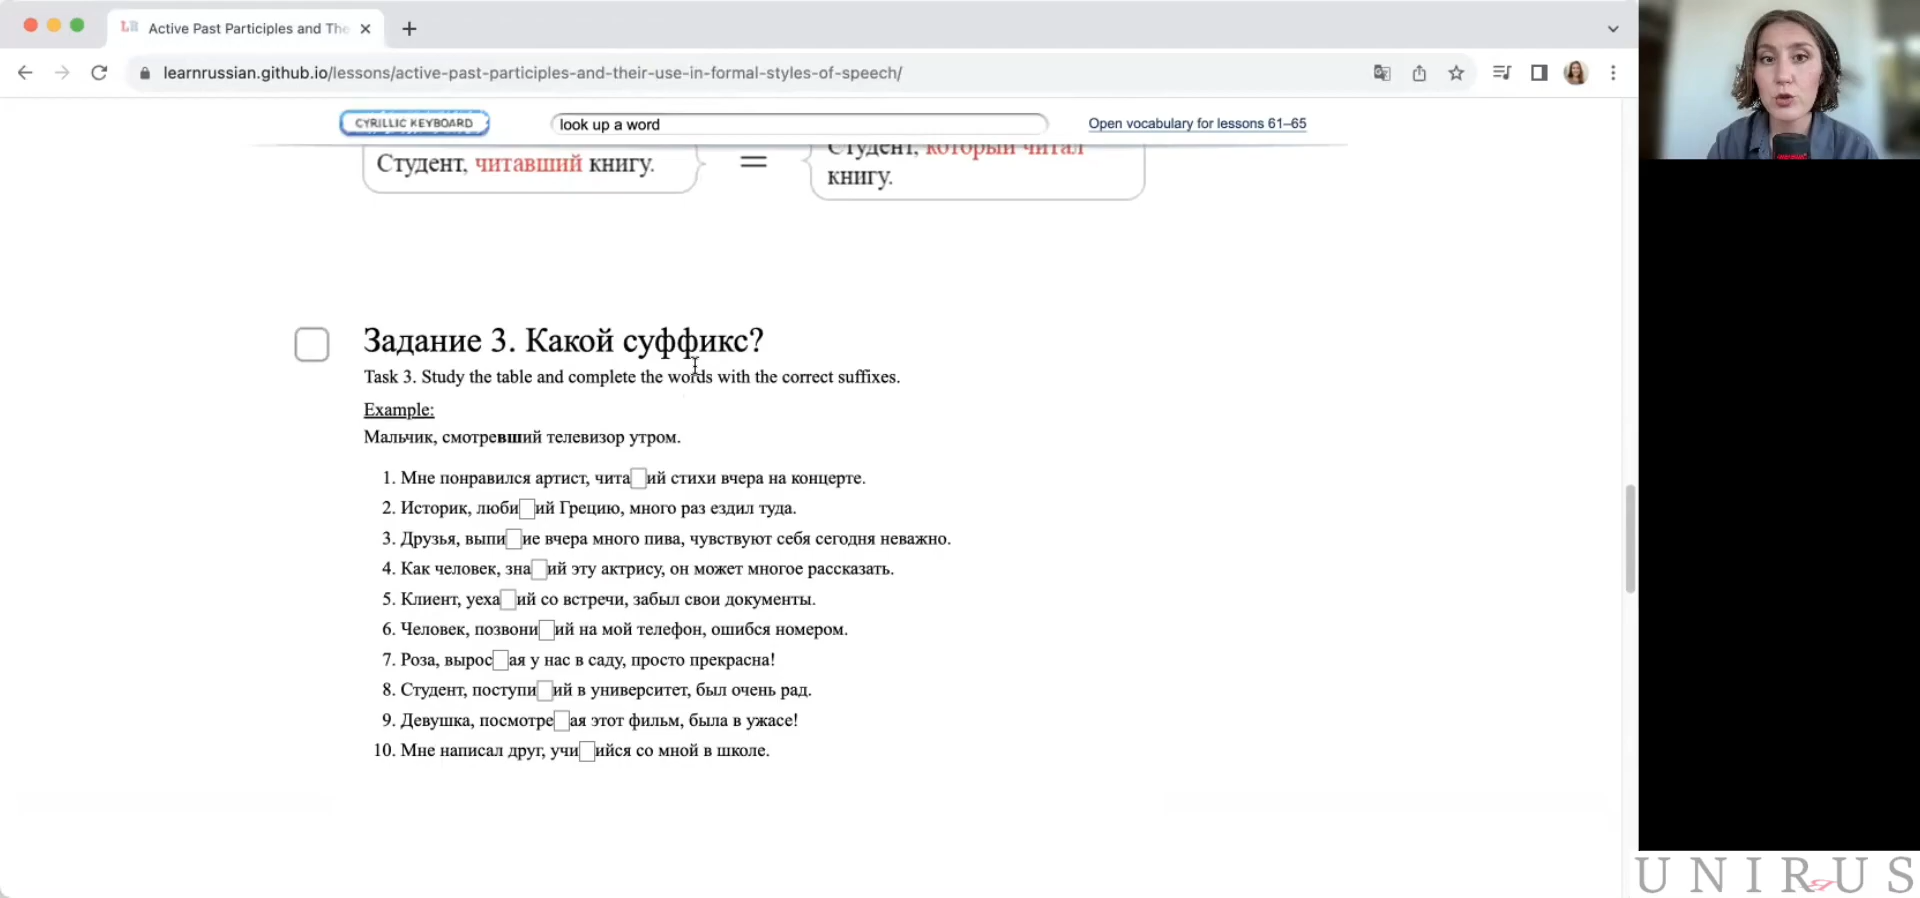 Active Past Participles and The
learnrussian.github.io/lessons/active-past-participles-and-their-use-in-formal-styles-of-speech/
CYRILLIC KEYBOARD
look up a word
Open vocabulary for lessons 61–65
Студент, читавший книгу.
=
Студент, который читал
книгу.
Задание 3. Какой суффикс?
Task 3. Study the table and complete the words with the correct suffixes.
Example:
Мальчик, смотревший телевизор утром.
1. Мне понравился артист, чита ий стихи вчера на концерте.
2. Историк, люби ий Грецию, много раз ездил туда.
3. Друзья, выпи ие вчера много пива, чувствуют себя сегодня неважно.
4. Как человек, зна ий эту актрису, он может многое рассказать.
5. Клиент, уеха ий со встречи, забыл свои документы.
6. Человек, позвони ий на мой телефон, ошибся номером.
7. Роза, вырос ая у нас в саду, просто прекрасна!
8. Студент, поступи ий в университет, был очень рад.
9. Девушка, посмотре ая этот фильм, была в ужасе!
10. Мне написал друг, учи ийся со мной в школе.
UNIRUS